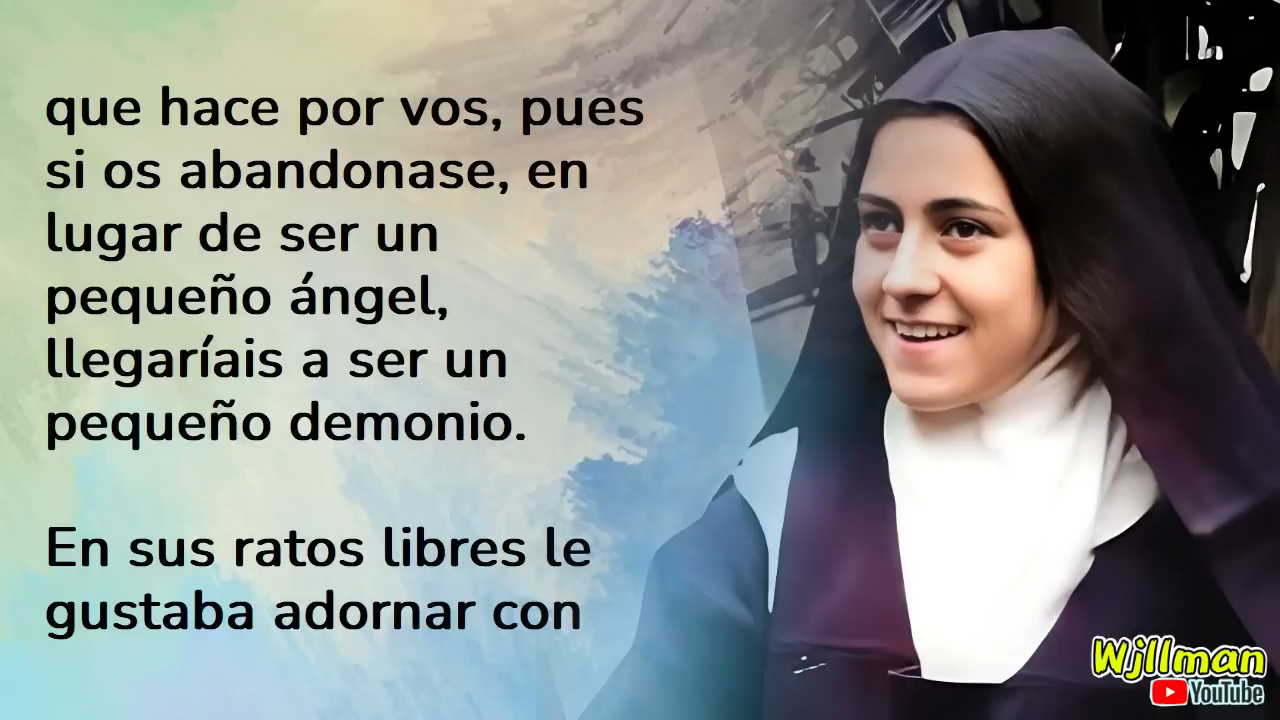 que hace por vos, pues
si os abandonase, en
lugar de ser un
pequeño ángel,
llegaríais a ser un
pequeño demonio.
En sus ratos libres le
gustaba adornar con
Wjllman
YouTube